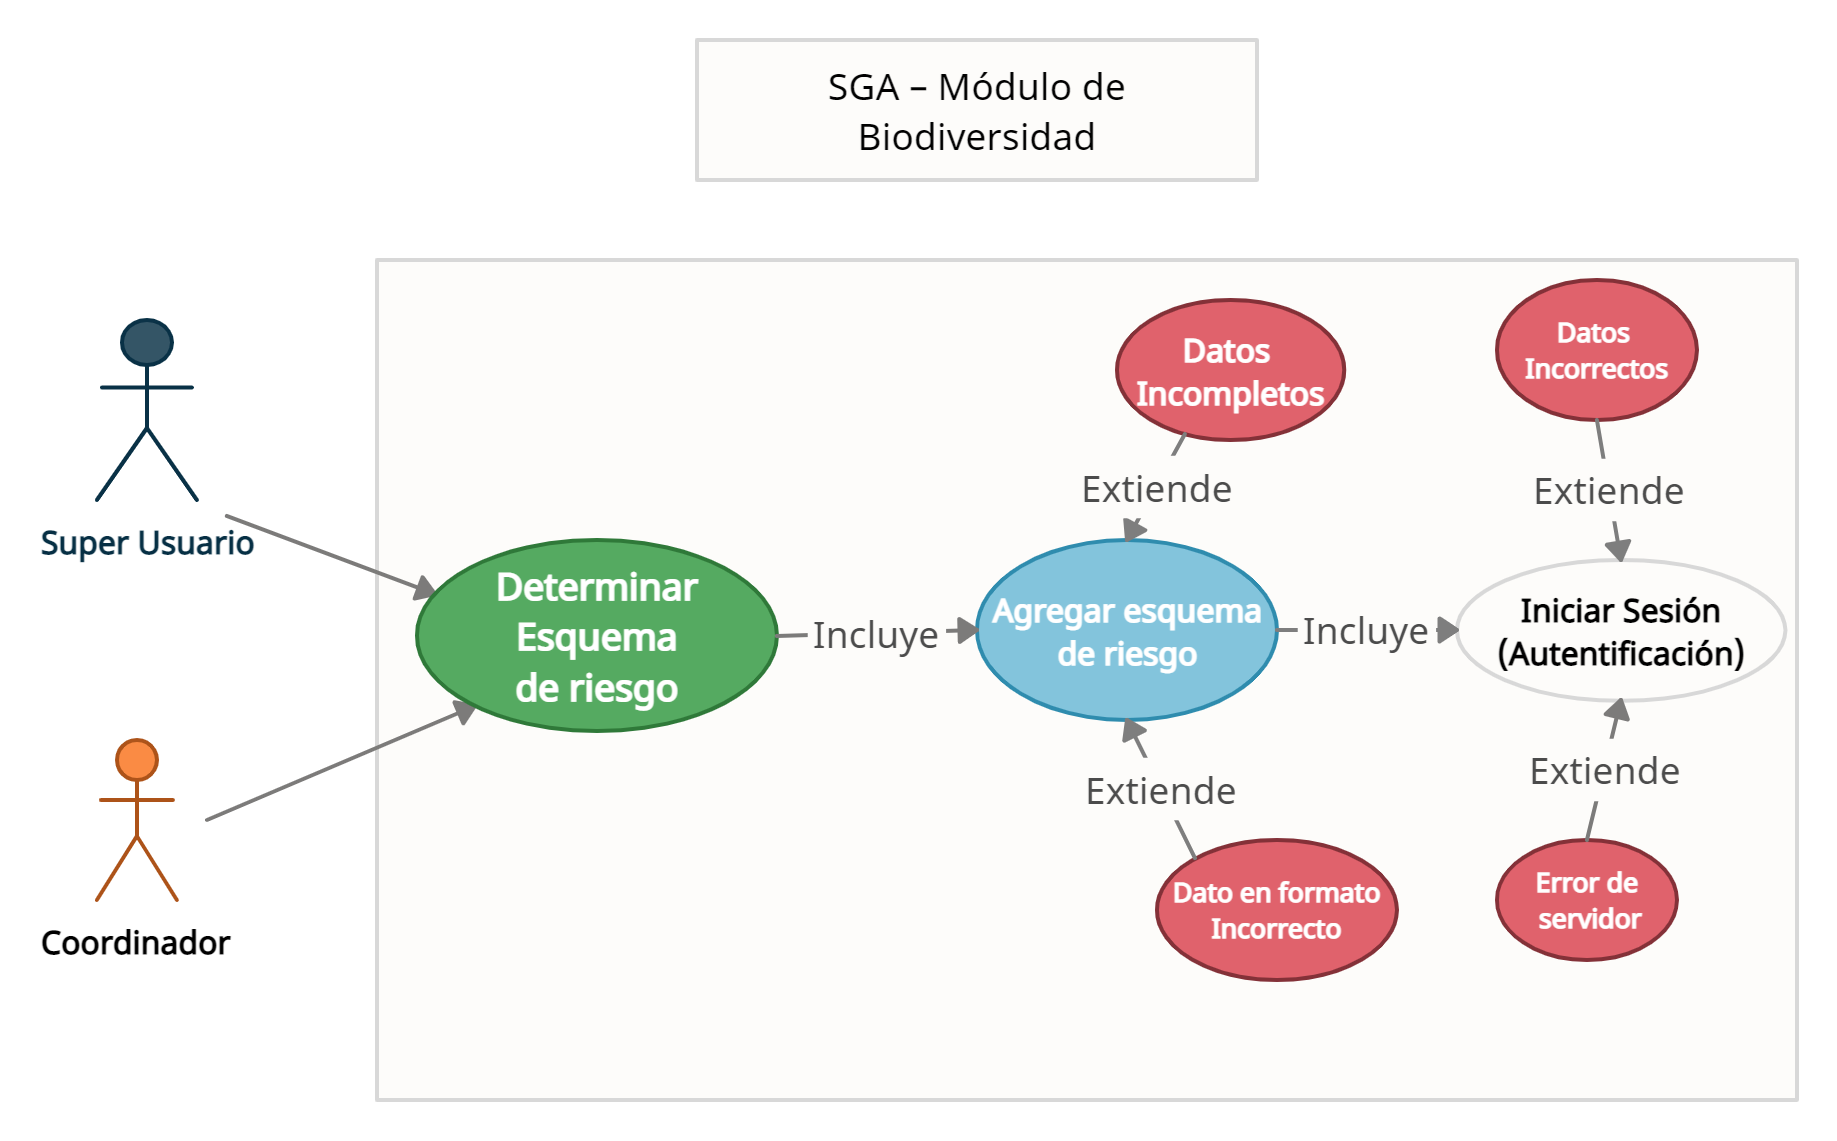 SGA – Módulo de
Biodiversidad
Super Usuario
Coordinador
Determinar
Esquema
de riesgo
Incluye
Datos
Incompletos
Extiende
Agregar esquema
de riesgo
Extiende
Dato en formato
Incorrecto
Incluye
Datos
Incorrectos
Extiende
Iniciar Sesión
(Autentificación)
Extiende
Error de
servidor